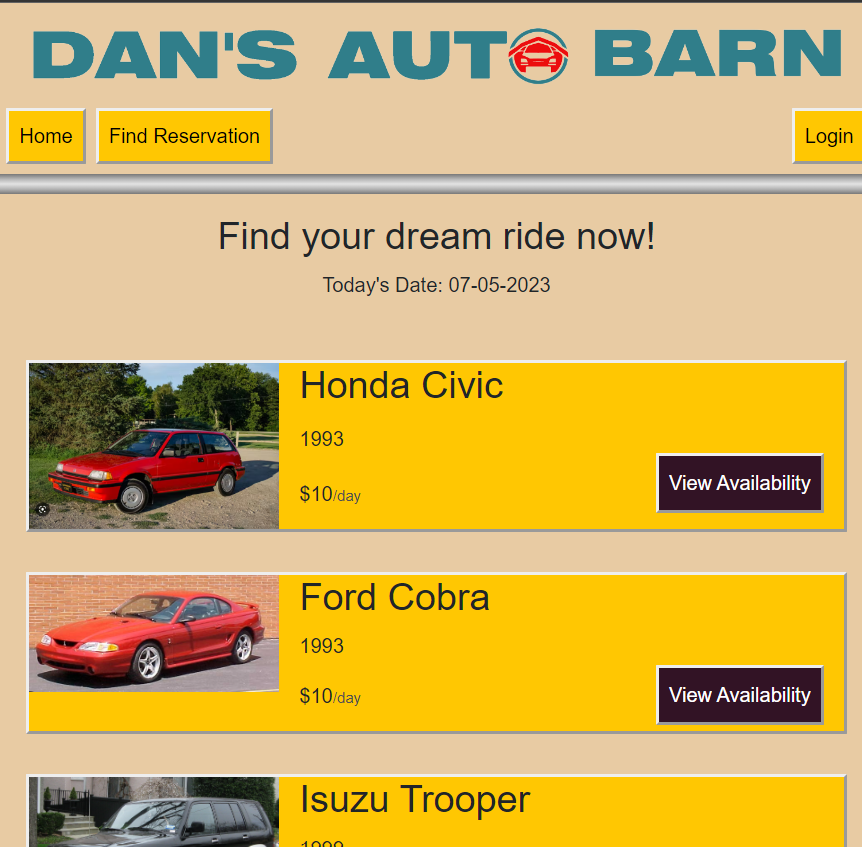 DAN'S AUTO BARN
Home Find Reservation Login
Find your dream ride now!
Today's Date: 07-05-2023
Honda Civic
1993
$10/day
View Availability
Ford Cobra
1993
$10/day
View Availability
Isuzu Trooper